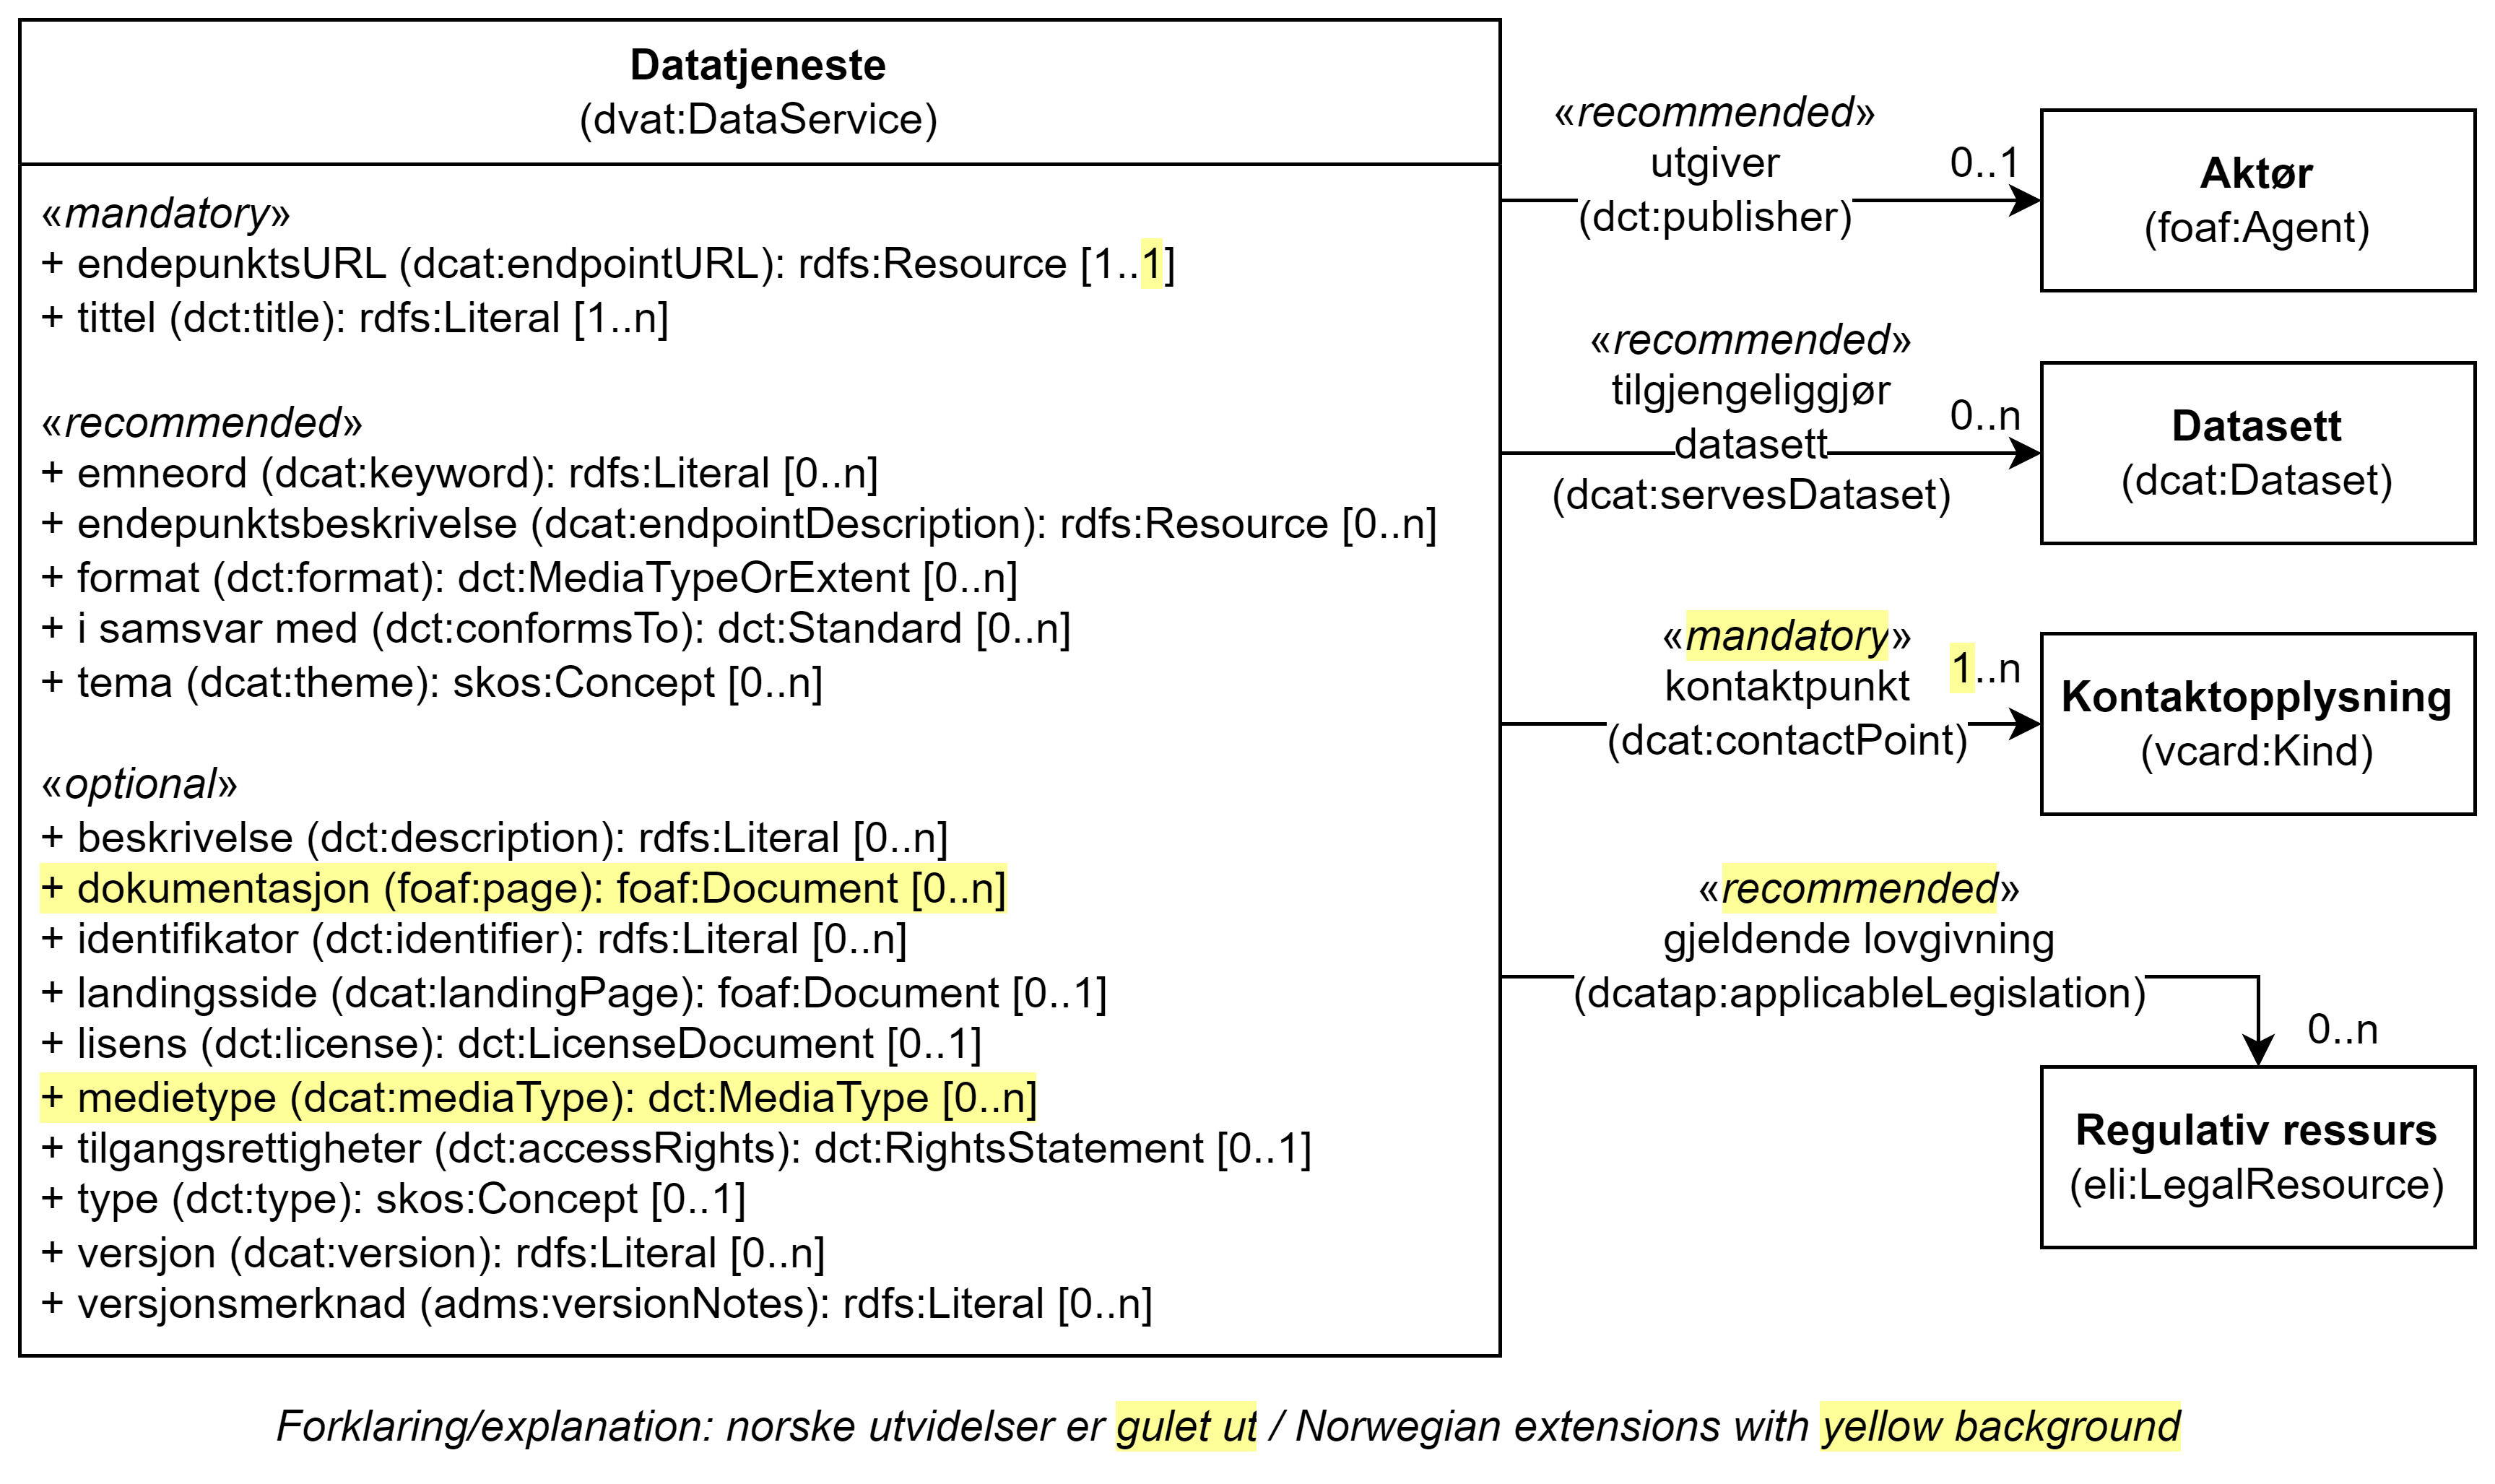 Datatjeneste
(dvat:DataService)
«mandatory»
+ endepunktsURL (dcat:endpointURL): rdfs:Resource [1..1]
+ tittel (dct:title): rdfs:Literal [1..n]
«recommended»
+ emneord (dcat:keyword): rdfs:Literal [0..n]
+ endepunktsbeskrivelse (dcat:endpointDescription): rdfs:Resource [0..n]
+ format (dct:format): dct:MediaTypeOrExtent [0..n]
+ i samsvar med (dct:conformsTo): dct:Standard [0..n]
+ tema (dcat:theme): skos:Concept [0..n]
«optional»
+ beskrivelse (dct:description): rdfs:Literal [0..n]
+ dokumentasjon (foaf:page): foaf:Document [0..n]
+ identifikator (dct:identifier): rdfs:Literal [0..n]
+ landingsside (dcat:landingPage): foaf:Document [0..1]
+ lisens (dct:license): dct:LicenseDocument [0..1]
+ medietype (dcat:mediaType): dct:MediaType [0..n]
+ tilgangsrettigheter (dct:accessRights): dct:RightsStatement [0..1]
+ type (dct:type): skos:Concept [0..1]
+ versjon (dcat:version): rdfs:Literal [0..n]
+ versjonsmerknad (adms:versionNotes): rdfs:Literal [0..n]
«recommended»
utgiver
(dct:publisher)
0..1
Aktør
(foaf:Agent)
«recommended»
tilgjengeliggjør
datasett
(dcat:servesDataset)
0..n
Datasett
(dcat:Dataset)
«mandatory»
kontaktpunkt
(dcat:contactPoint)
1..n
Kontaktopplysning
(vcard:Kind)
«recommended»
gjeldende lovgivning
(dcatap:applicableLegislation)
0..n
Regulativ ressurs
(eli:LegalResource)
Forklaring/explanation: norske utvidelser er gulet ut / Norwegian extensions with yellow background